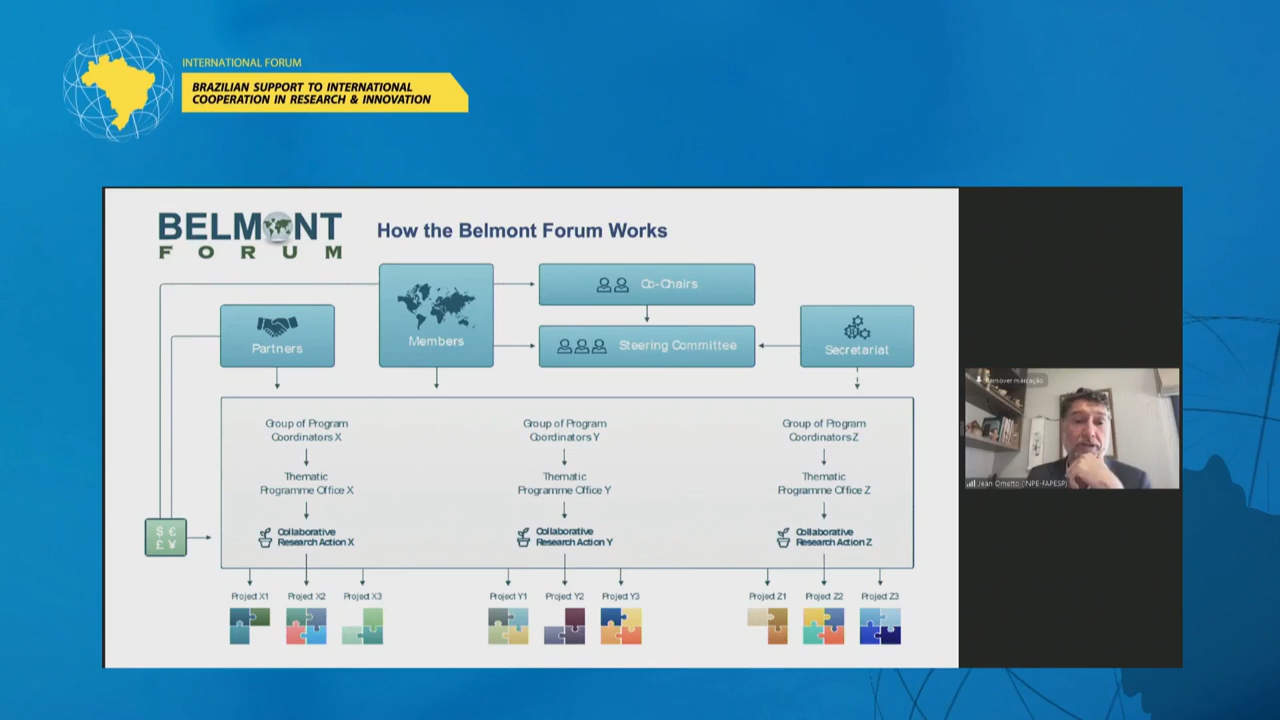 INTERNATIONAL FORUM
BRAZILIAN SUPPORT TO INTERNATIONAL
COOPERATION IN RESEARCH & INNOVATION
BELMONT
FORUM
How the Belmont Forum Works
Co-Chairs
Partners
Members
Steering Committee
Secretariat
Group of Program
Coordinators X
Group of Program
Coordinators Y
Group of Program
Coordinators Z
Thematic
Programme Office X
Thematic
Programme Office Y
Thematic
Programme Office Z
Collaborative
Research Action X
Collaborative
Research Action Y
Collaborative
Research Action Z
$ €
£ ¥
Project X1
Project X2
Project X3
Project Y1
Project Y2
Project Y3
Project Z1
Project Z2
Project Z3
Remover marcação
Jean Ometto (INPE-FAPESP)